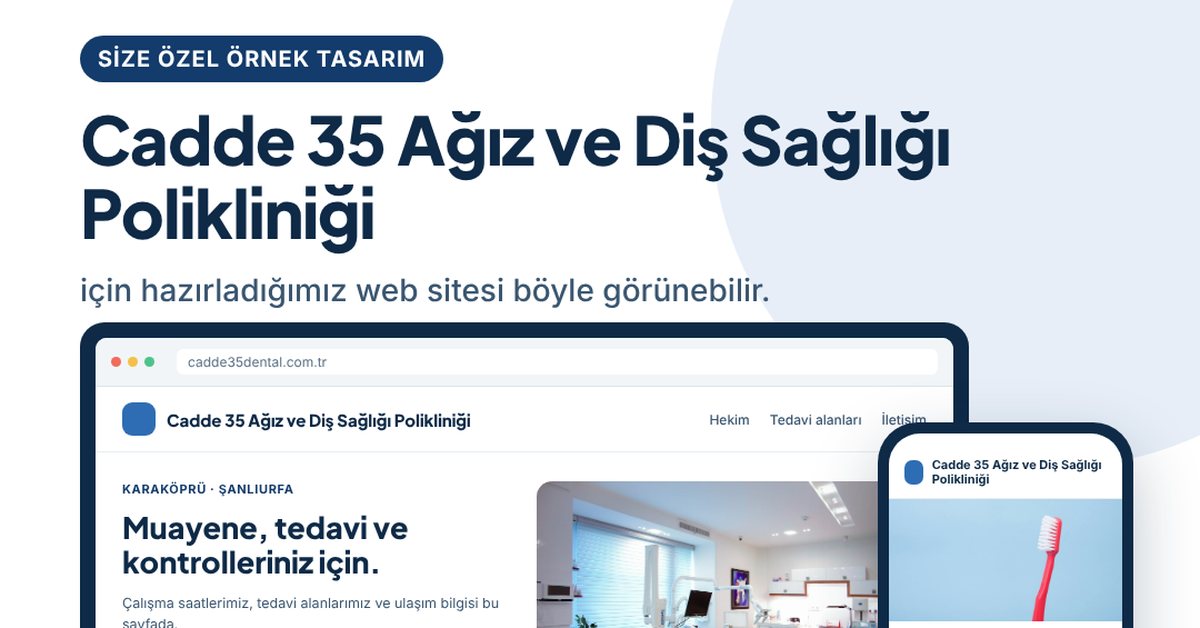 SİZE ÖZEL ÖRNEK TASARIM
Cadde 35 Ağız ve Diş Sağlığı
Polikliniği
için hazırladığımız web sitesi böyle görünebilir.
cadde35dental.com.tr
Cadde 35 Ağız ve Diş Sağlığı Polikliniği
Hekim Tedavi alanları İletişim
Cadde 35 Ağız ve Diş Sağlığı
Polikliniği
KARAKÖPRÜ · ŞANLIURFA
Muayene, tedavi ve
kontrolleriniz için.
Çalışma saatlerimiz, tedavi alanlarımız ve ulaşım bilgisi bu
sayfada.